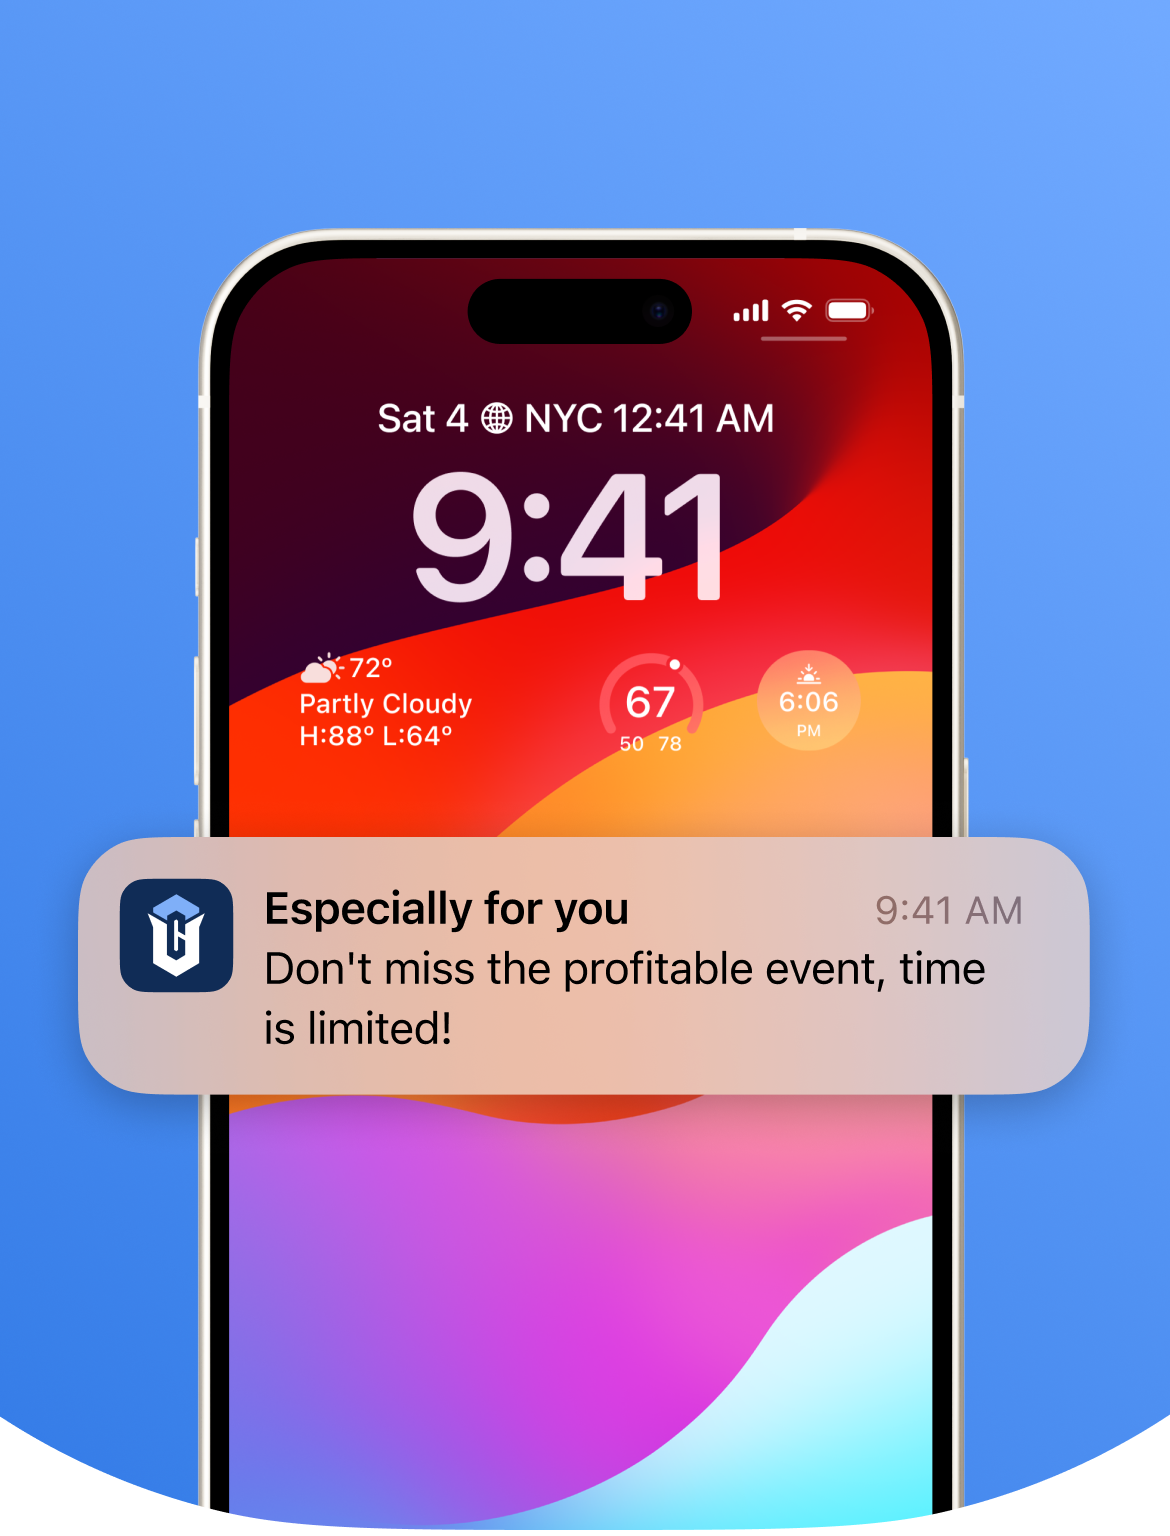 Sat 4 NYC 12:41 AM
9:41
72°
Partly Cloudy
H:88° L:64°
67
50 78
6:06
PM
Especially for you 9:41 AM
Don't miss the profitable event, time
is limited!